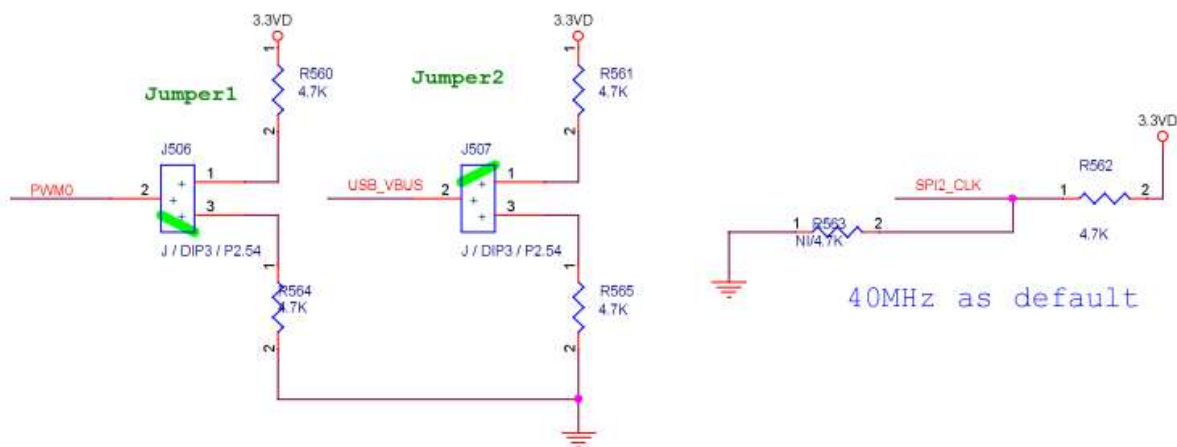 3.3VD
3.3VD
1
R560
4.7K
2
Jumper1
J506
1
PWM0
2
3
J / DIP3 / P2.54
1
R564
4.7K
2
1
R561
4.7K
2
Jumper2
J507
1
USB_VBUS
2
3
J / DIP3 / P2.54
1
R565
4.7K
2
3.3VD
R562
SPI2_CLK
1
2
4.7K
1
R563
2
NI/4.7K
40MHz as default